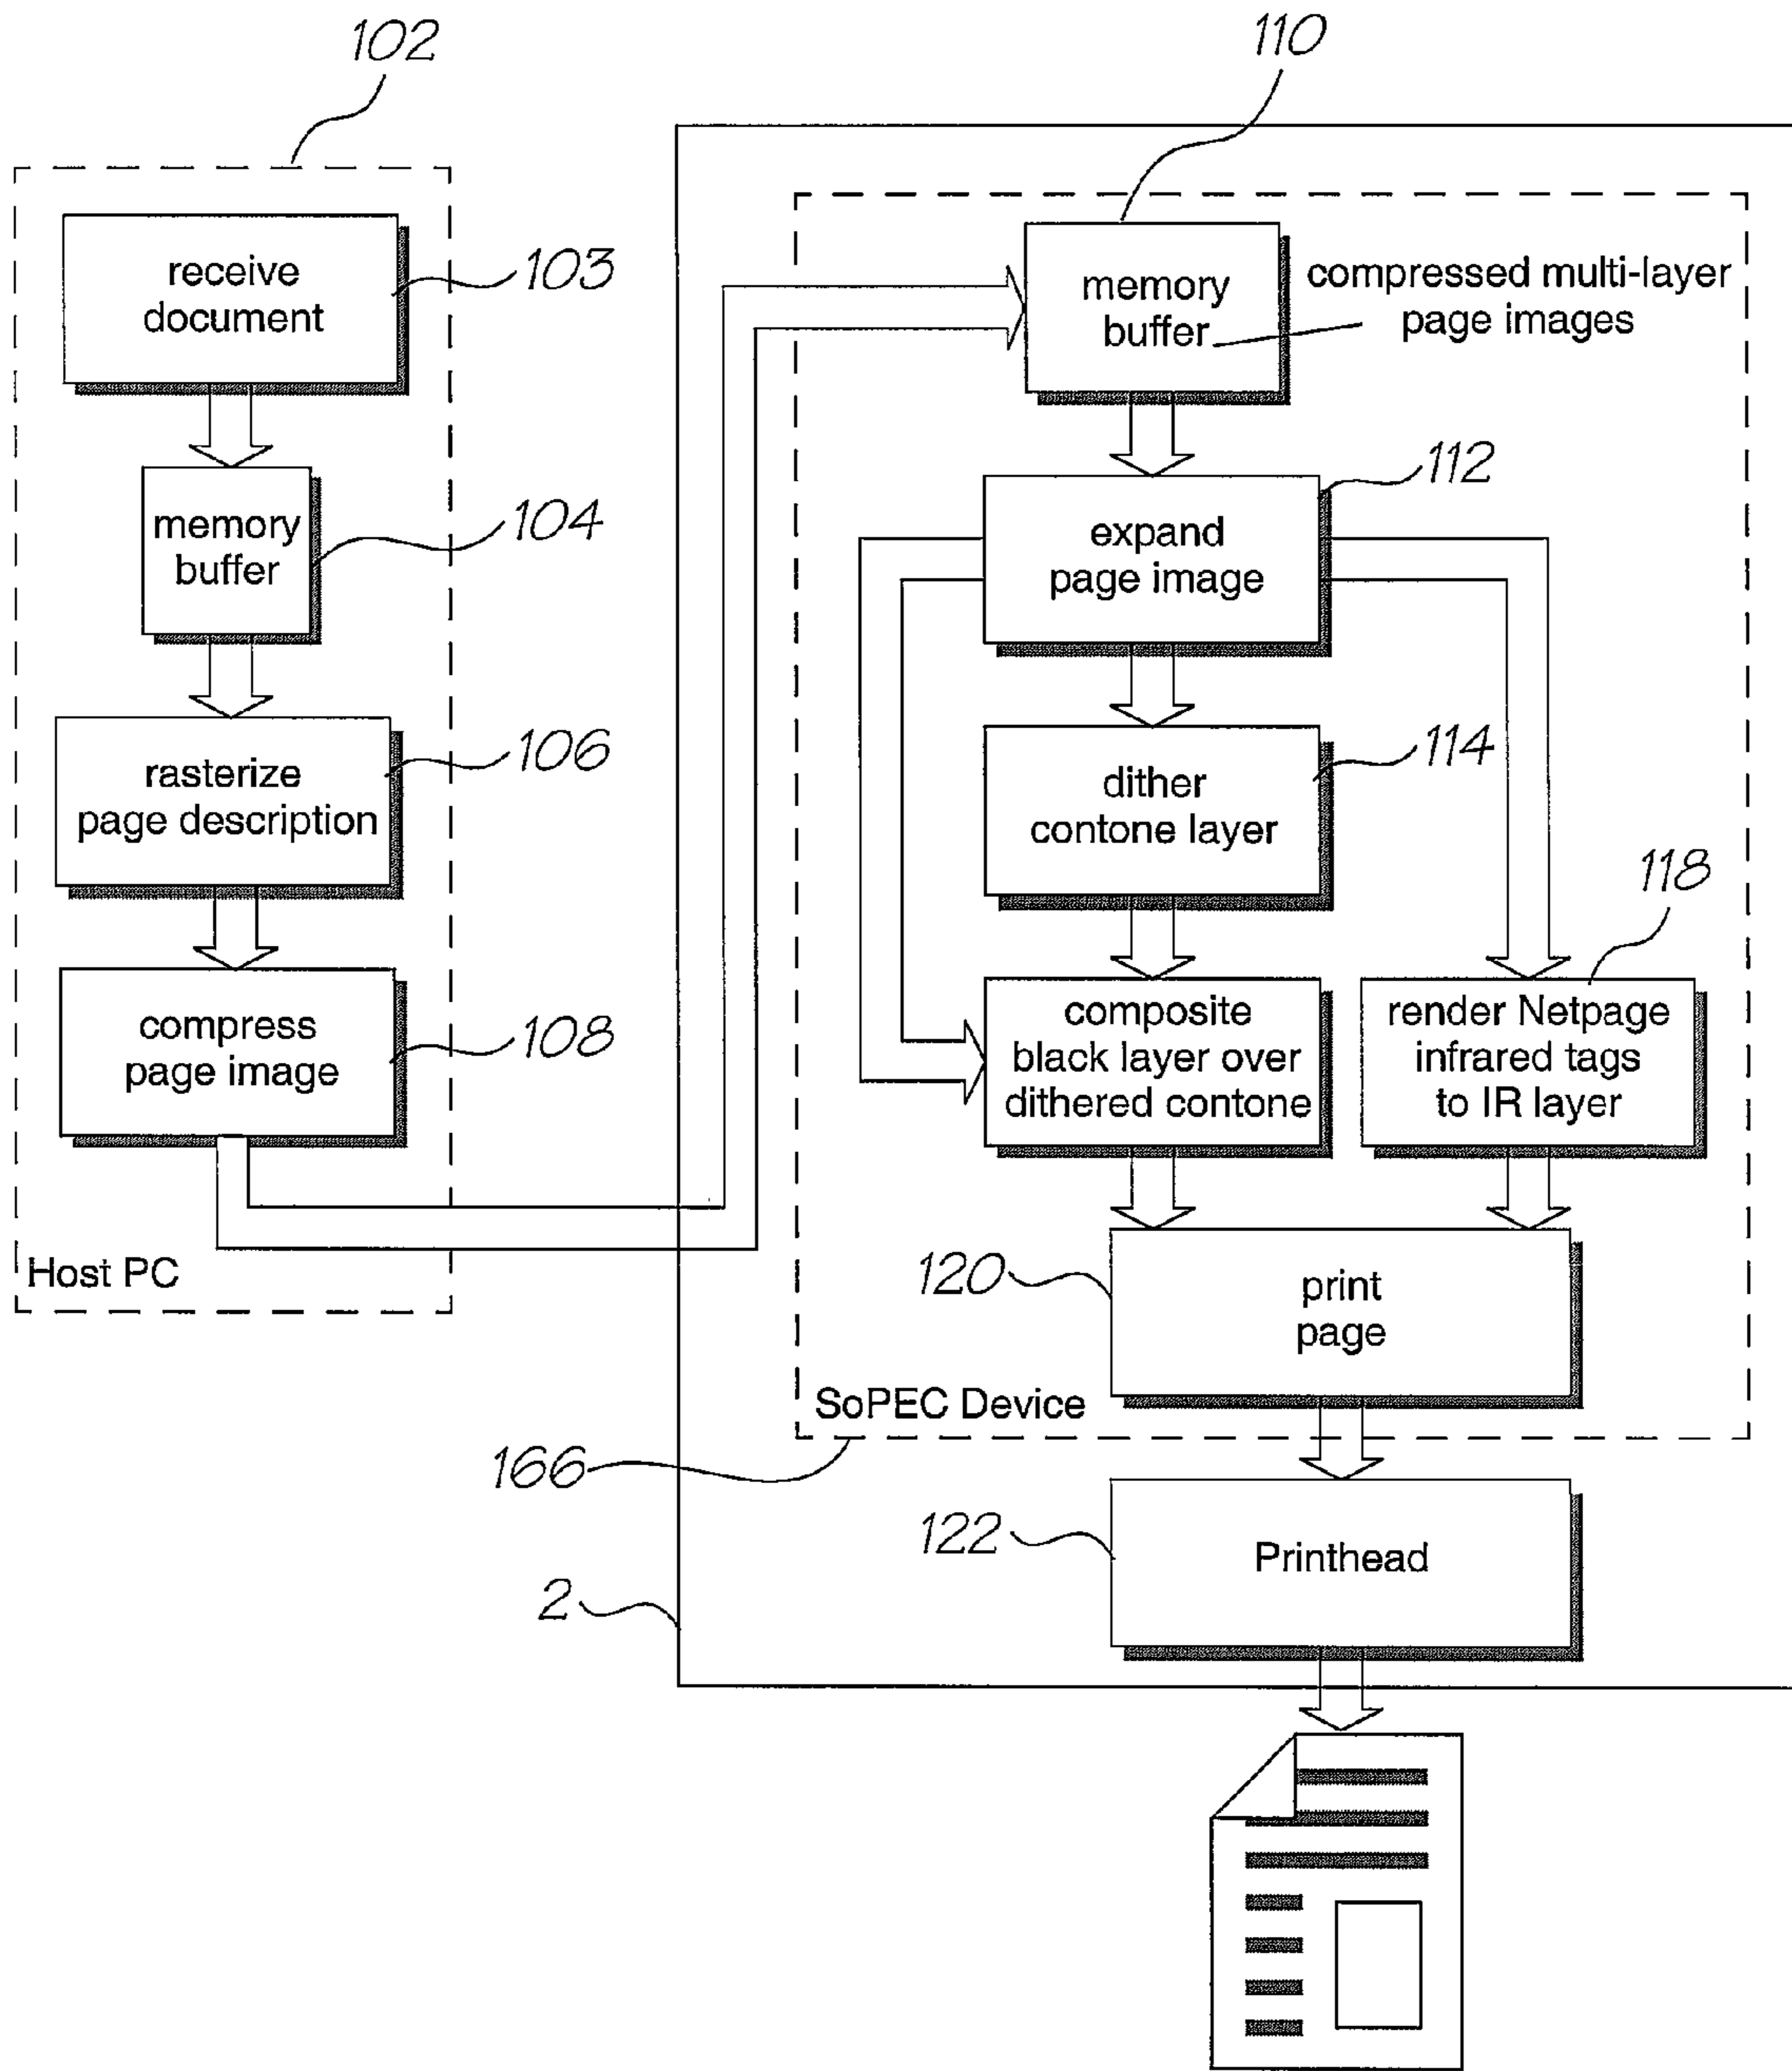 102
110
receive
document
103
memory
buffer
compressed multi-layer
page images
memory
buffer
104
expand
page image
112
rasterize
page description
106
dither
contone layer
114
118
compress
page image
108
composite
black layer over
dithered contone
render Netpage
infrared tags
to IR layer
Host PC
120
print
page
SoPEC Device
166
122
Printhead
2